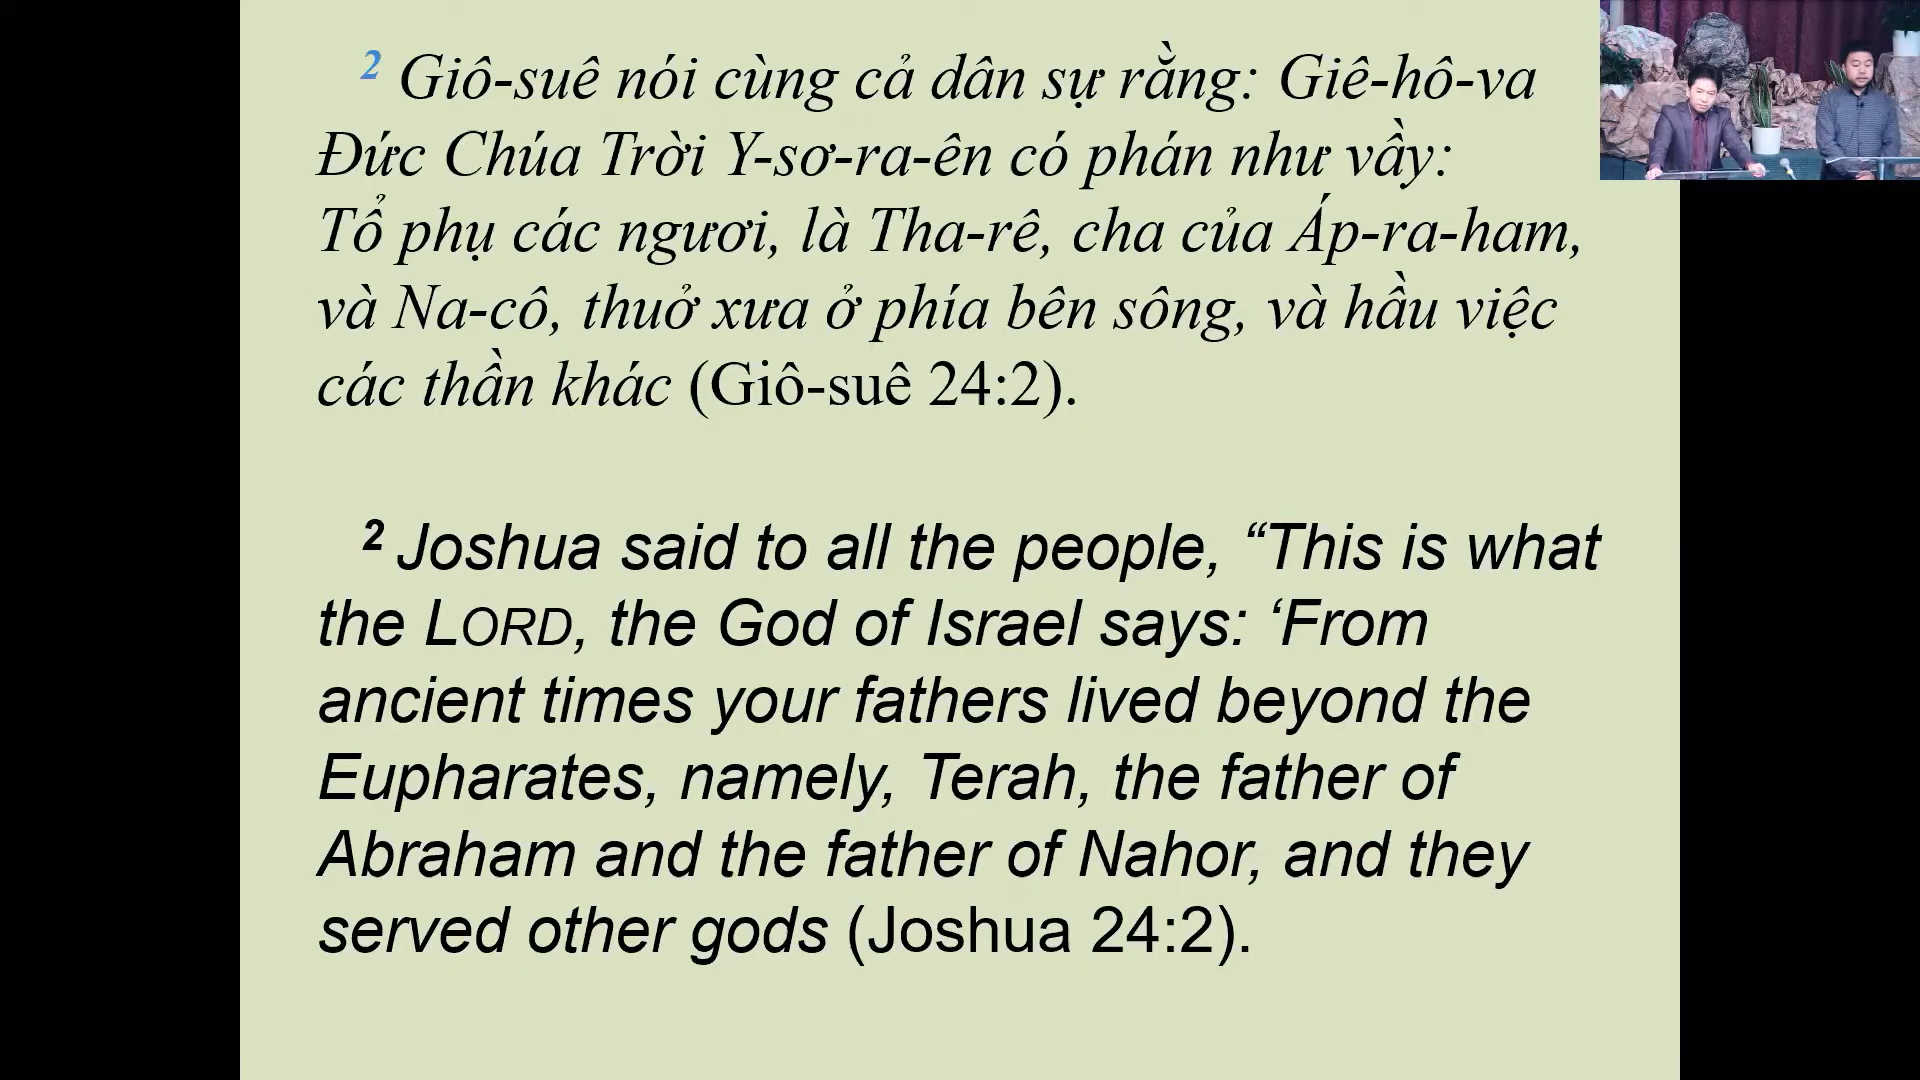 2 Giô-suê nói cùng cả dân sự rằng: Giê-hô-va
Đức Chúa Trời Y-sơ-ra-ên có phán như vầy:
Tổ phụ các ngươi, là Tha-rê, cha của Áp-ra-ham,
và Na-cô, thuở xưa ở phía bên sông, và hầu việc
các thần khác (Giô-suê 24:2).
2 Joshua said to all the people, “This is what
the LORD, the God of Israel says: ‘From
ancient times your fathers lived beyond the
Eupharates, namely, Terah, the father of
Abraham and the father of Nahor, and they
served other gods (Joshua 24:2).